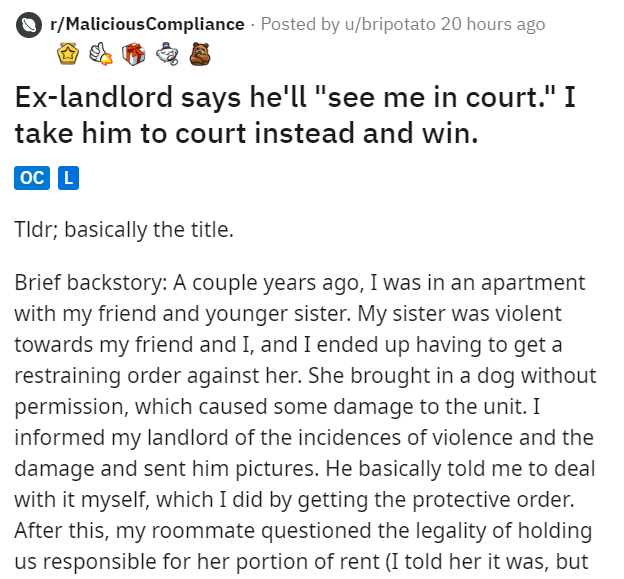 r/MaliciousCompliance · Posted by u/bripotato 20 hours ago
Ex-landlord says he'll "see me in court." I
take him to court instead and win.
OC L
Tldr; basically the title.
Brief backstory: A couple years ago, I was in an apartment
with my friend and younger sister. My sister was violent
towards my friend and I, and I ended up having to get a
restraining order against her. She brought in a dog without
permission, which caused some damage to the unit. I
informed my landlord of the incidences of violence and the
damage and sent him pictures. He basically told me to deal
with it myself, which I did by getting the protective order.
After this, my roommate questioned the legality of holding
us responsible for her portion of rent (I told her it was, but